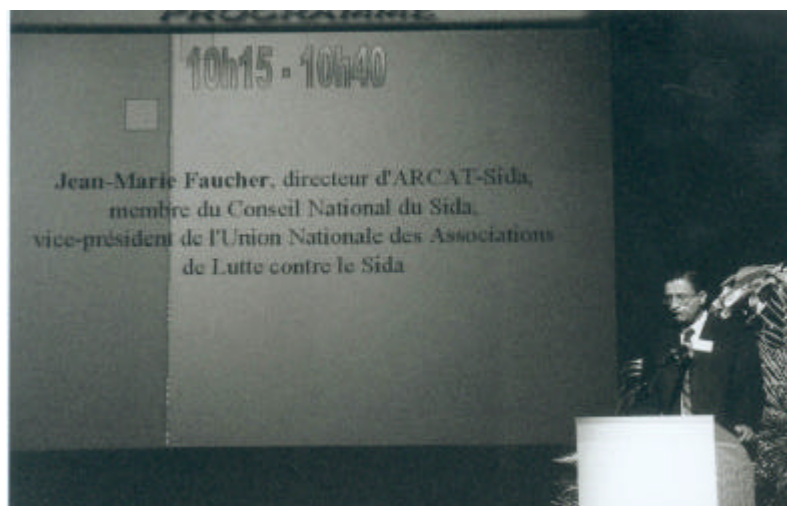 PROGRAMME
10h15 - 10h40
Jean-Marie Faucher, directeur d'ARCAT-Sida,
membre du Conseil National du Sida,
vice-président de l'Union Nationale des Associations
de Lutte contre le Sida